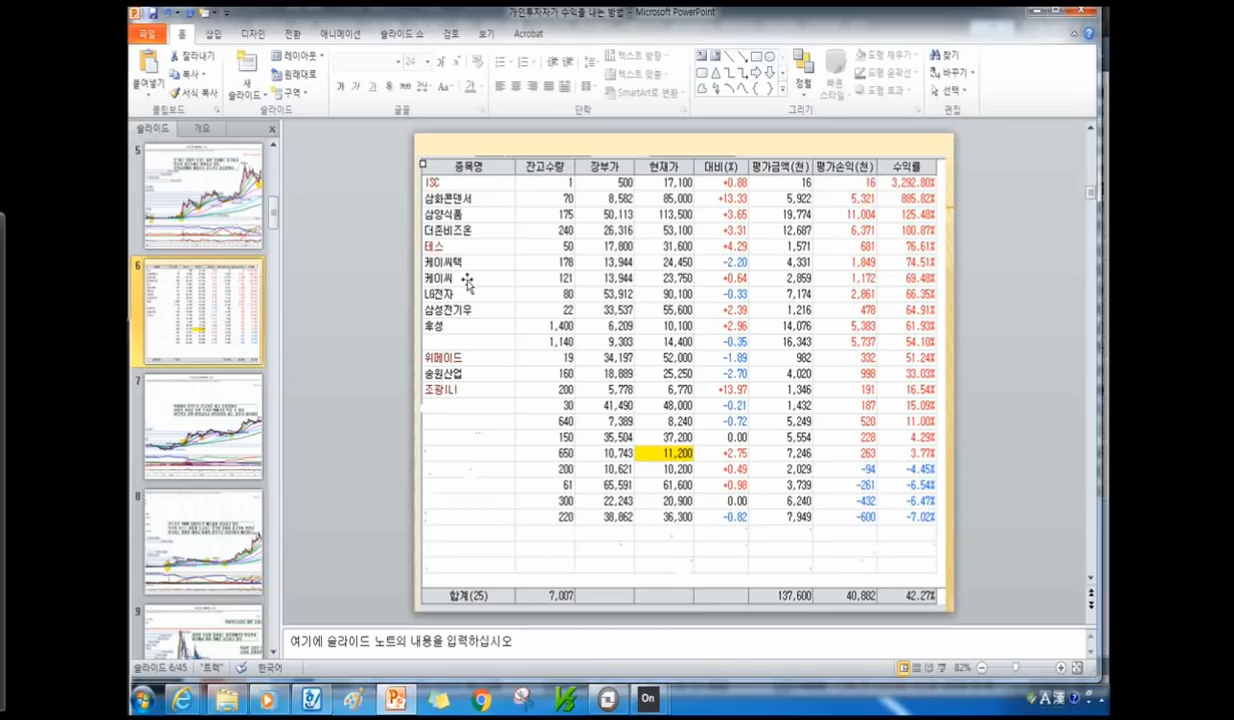 개인투자자가 수익을 내는 방법 - Microsoft PowerPoint
파일 홈 삽입 디자인 전환 애니메이션 슬라이드 쇼 검토 보기 Acrobat
붙여넣기 잘라내기 복사 서식 복사 클립보드
새 슬라이드 레이아웃 원래대로 구역 슬라이드
24 글꼴
텍스트 방향 텍스트 맞춤 SmartArt로 변환 단락
정렬 빠른 스타일 도형 채우기 도형 윤곽선 도형 효과 그리기
찾기 바꾸기 선택 편집
슬라이드 개요
5
6
7
8
9
종목명 잔고수량 장부가 현재가 대비(%) 평가금액(천) 평가손익(천) 수익률
ISC 1 500 17,100 +0.88 16 16 3,292.80%
삼화콘덴서 70 8,582 85,000 +13.33 5,922 5,321 885.82%
삼양식품 175 50,113 113,500 +3.65 19,774 11,004 125.48%
더존비즈온 240 26,316 53,100 +3.31 12,687 6,371 100.87%
테스 50 17,800 31,600 +4.29 1,571 681 76.61%
케이씨텍 178 13,944 24,450 -2.20 4,331 1,849 74.51%
케이씨 121 13,944 23,750 +0.64 2,859 1,172 69.48%
LG전자 80 53,912 90,100 -0.33 7,174 2,861 66.35%
삼성전기우 22 33,537 55,600 +2.39 1,216 478 64.91%
후성 1,400 6,209 10,100 +2.96 14,076 5,383 61.93%
1,140 9,303 14,400 -0.35 16,343 5,737 54.10%
위메이드 19 34,197 52,000 -1.89 982 332 51.24%
송원산업 160 18,889 25,250 -2.70 4,020 998 33.03%
조광ILI 200 5,778 6,770 +13.97 1,346 191 16.54%
30 41,490 48,000 -0.21 1,432 187 15.09%
640 7,389 8,240 -0.72 5,249 520 11.00%
150 35,504 37,200 0.00 5,554 228 4.29%
650 10,743 11,200 +2.75 7,246 263 3.77%
200 10,621 10,200 +0.49 2,029 -94 -4.45%
61 65,591 61,600 +0.98 3,739 -261 -6.54%
300 22,243 20,900 0.00 6,240 -432 -6.47%
220 38,862 36,300 -0.82 7,949 -600 -7.02%
합계(25) 7,007 137,600 40,882 42.27%
여기에 슬라이드 노트의 내용을 입력하십시오
슬라이드 6/45 "트랙" 한국어 82%
On A 漢